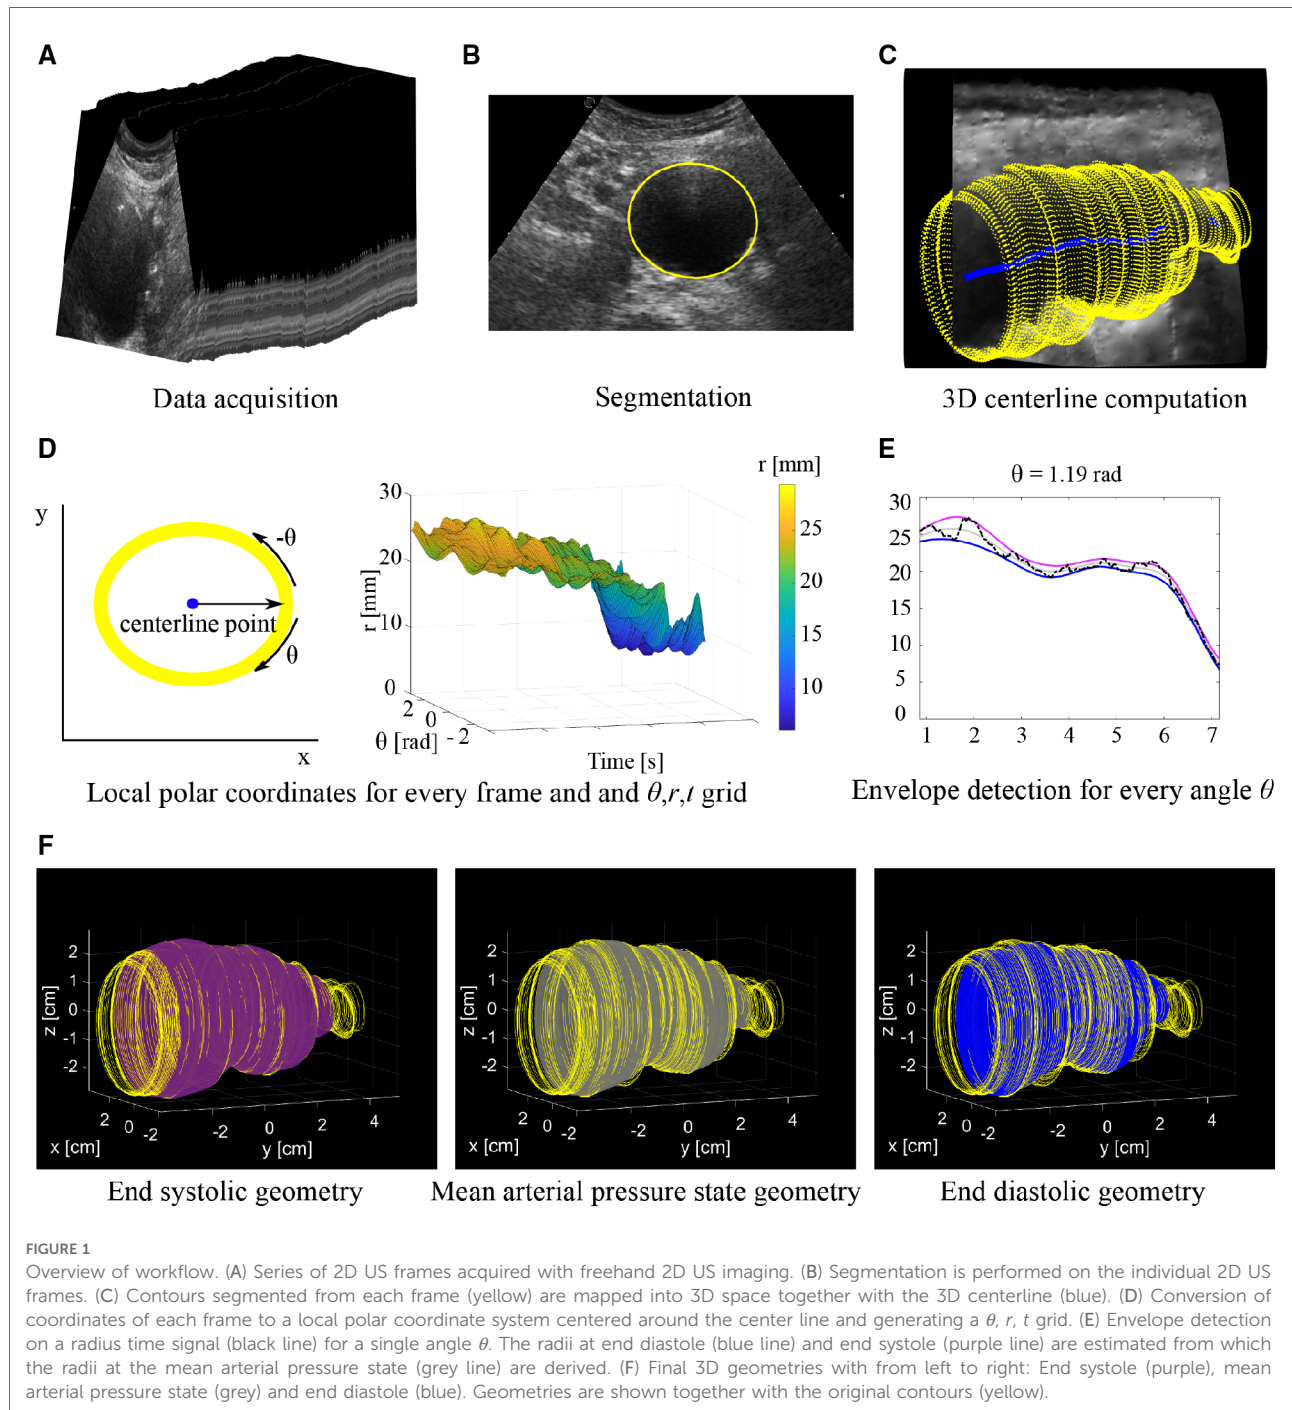 A
B
C
Data acquisition
Segmentation
3D centerline computation
D
E
y
-θ
centerline point
θ
x
r [mm]
30
20
10
0
r [mm]
2
0
-2
θ [rad]
Time [s]
25
20
15
10
θ = 1.19 rad
30
25
20
15
10
5
0
1 2 3 4 5 6 7
Local polar coordinates for every frame and and θ,r,t grid
Envelope detection for every angle θ
F
2
1
0
-1
-2
z [cm]
2 0 -2
x [cm]
-2 0 2 4
y [cm]
2
1
0
-1
-2
z [cm]
2 0 -2
x [cm]
-2 0 2 4
y [cm]
2
1
0
-1
-2
z [cm]
2 0 -2
x [cm]
-2 0 2 4
y [cm]
End systolic geometry
Mean arterial pressure state geometry
End diastolic geometry
FIGURE 1
Overview of workflow. (A) Series of 2D US frames acquired with freehand 2D US imaging. (B) Segmentation is performed on the individual 2D US
frames. (C) Contours segmented from each frame (yellow) are mapped into 3D space together with the 3D centerline (blue). (D) Conversion of
coordinates of each frame to a local polar coordinate system centered around the center line and generating a θ, r, t grid. (E) Envelope detection
on a radius time signal (black line) for a single angle θ. The radii at end diastole (blue line) and end systole (purple line) are estimated from which
the radii at the mean arterial pressure state (grey line) are derived. (F) Final 3D geometries with from left to right: End systole (purple), mean
arterial pressure state (grey) and end diastole (blue). Geometries are shown together with the original contours (yellow).